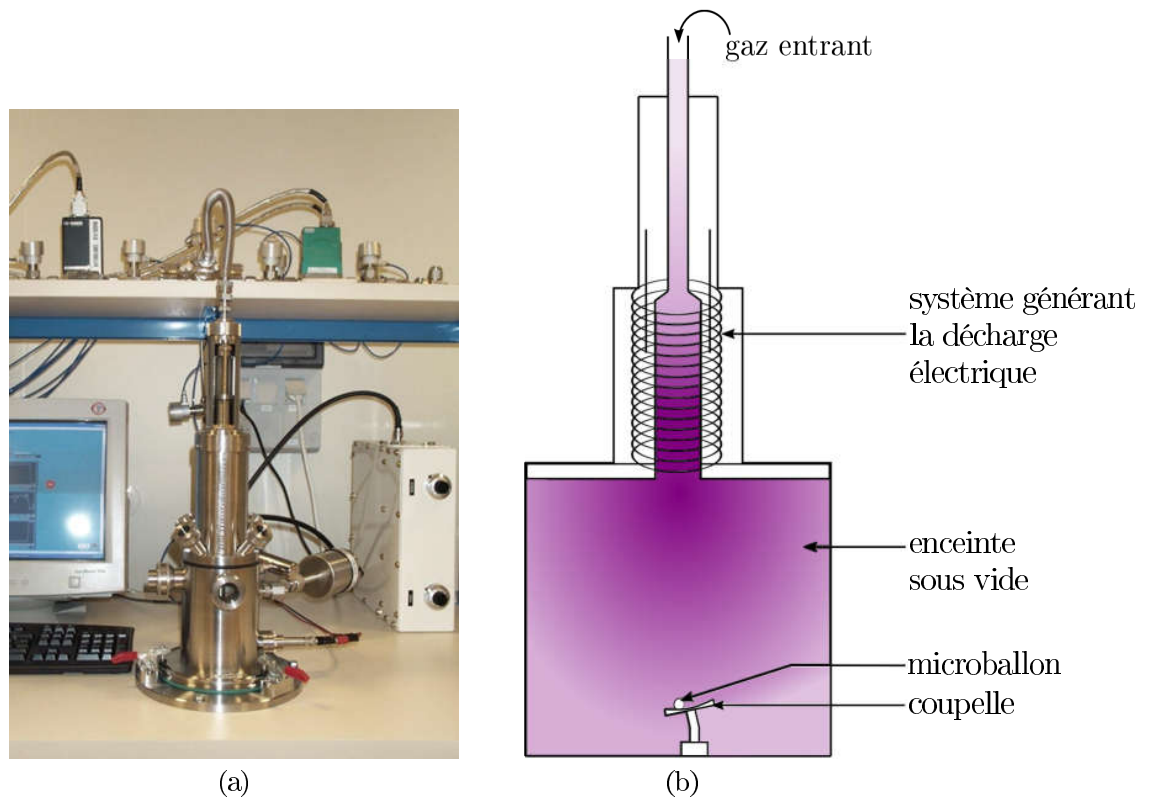 gaz entrant
système générant
la décharge
électrique
enceinte
sous vide
microballon
coupelle
(a)
(b)